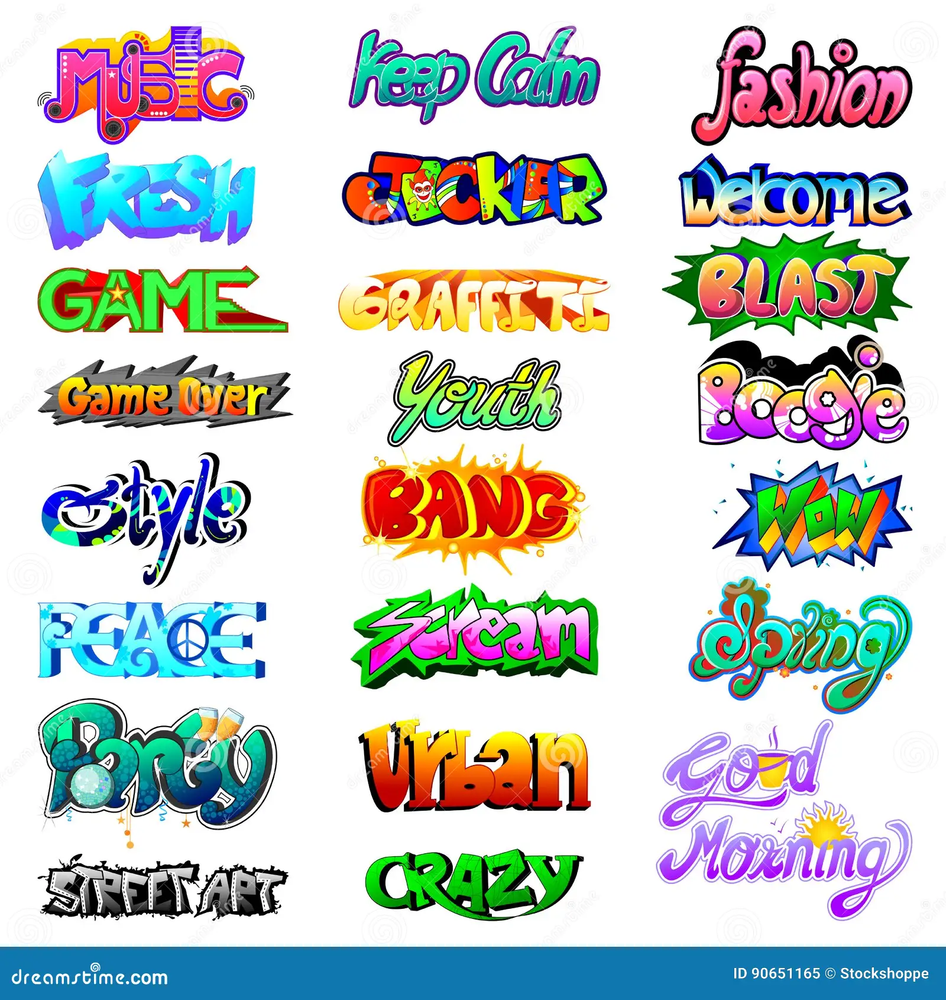 MUSIC
Keep Calm
fashion
FRESH
JOCKER
Welcome
GAME
GRAFFITI
BLAST
Game Over
Youth
Boogie
Style
BANG
WOW
PEACE
Scream
Spring
Party
Urban
Good
Morning
STREET ART
CRAZY
dreamstime.com
ID 90651165 © Stockshoppe